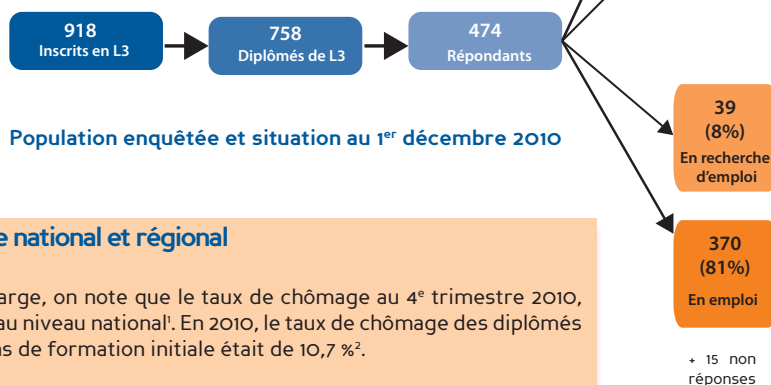 918
Inscrits en L3
758
Diplômés de L3
474
Répondants
Population enquêtée et situation au 1er décembre 2010
39
(8%)
En recherche
d'emploi
370
(81%)
En emploi
+ 15 non
réponses
national et régional
on note que le taux de chômage au 4e trimestre 2010,
au niveau national¹. En 2010, le taux de chômage des diplômés
de formation initiale était de 10,7 %².